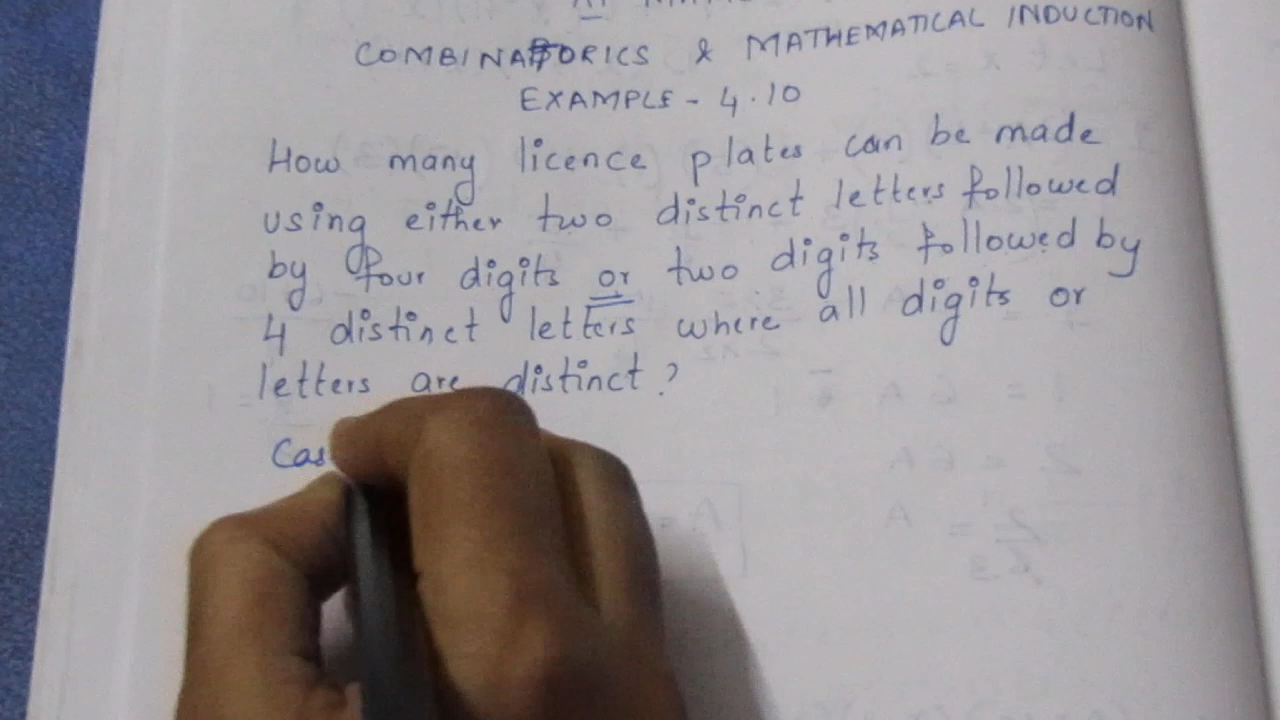 COMBINATORICS & MATHEMATICAL INDUCTION
EXAMPLE - 4.10
How many licence plates can be made
using either two distinct letters followed
by four digits or two digits followed by
4 distinct letters where all digits or
letters are distinct?
Cas